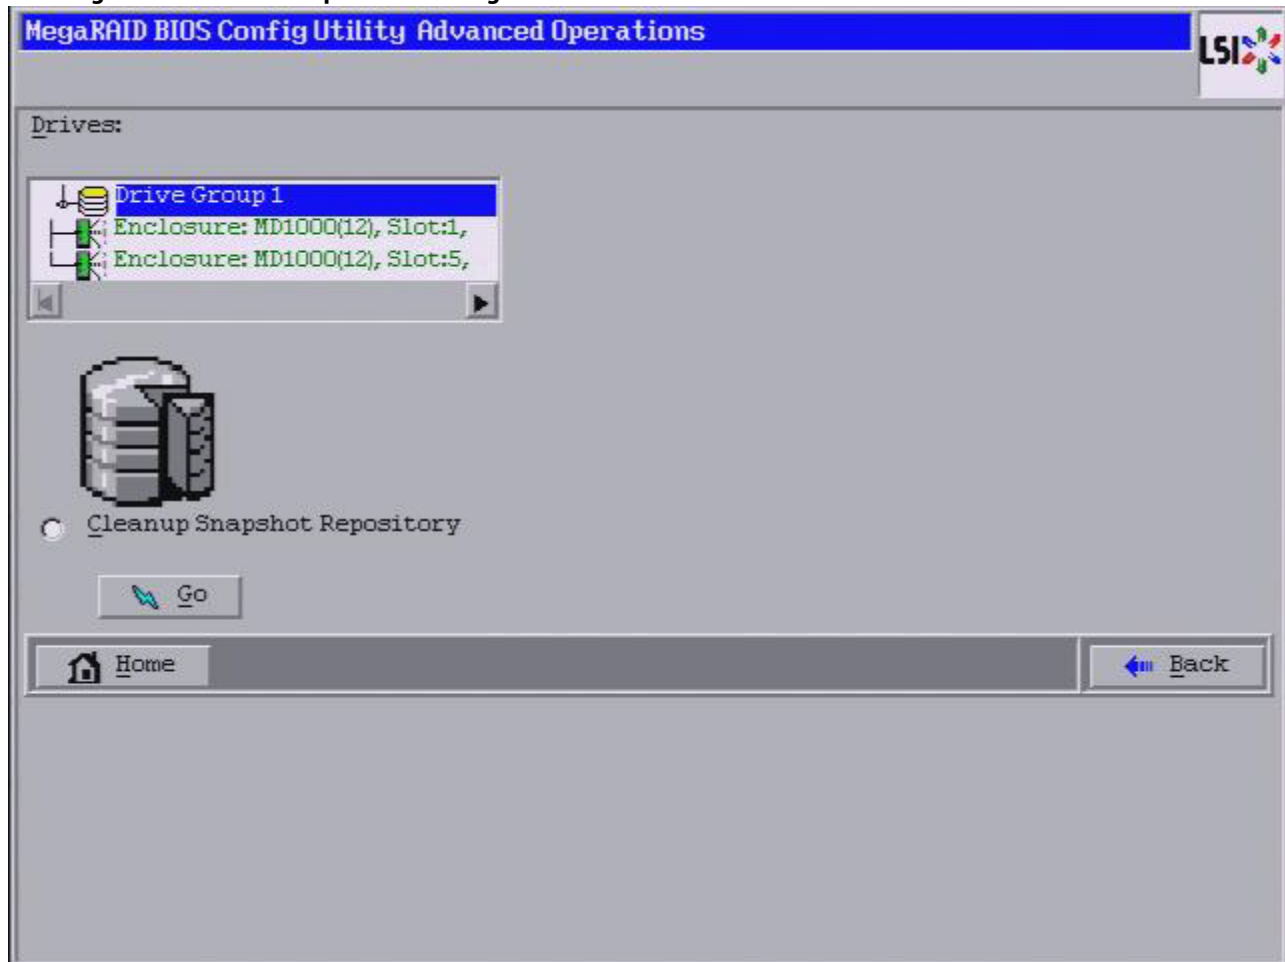 MegaRAID BIOS Config Utility Advanced Operations
LSI
Drives:
Drive Group 1
Enclosure: MD1000(12), Slot:1,
Enclosure: MD1000(12), Slot:5,
Cleanup Snapshot Repository
Go
Home
Back